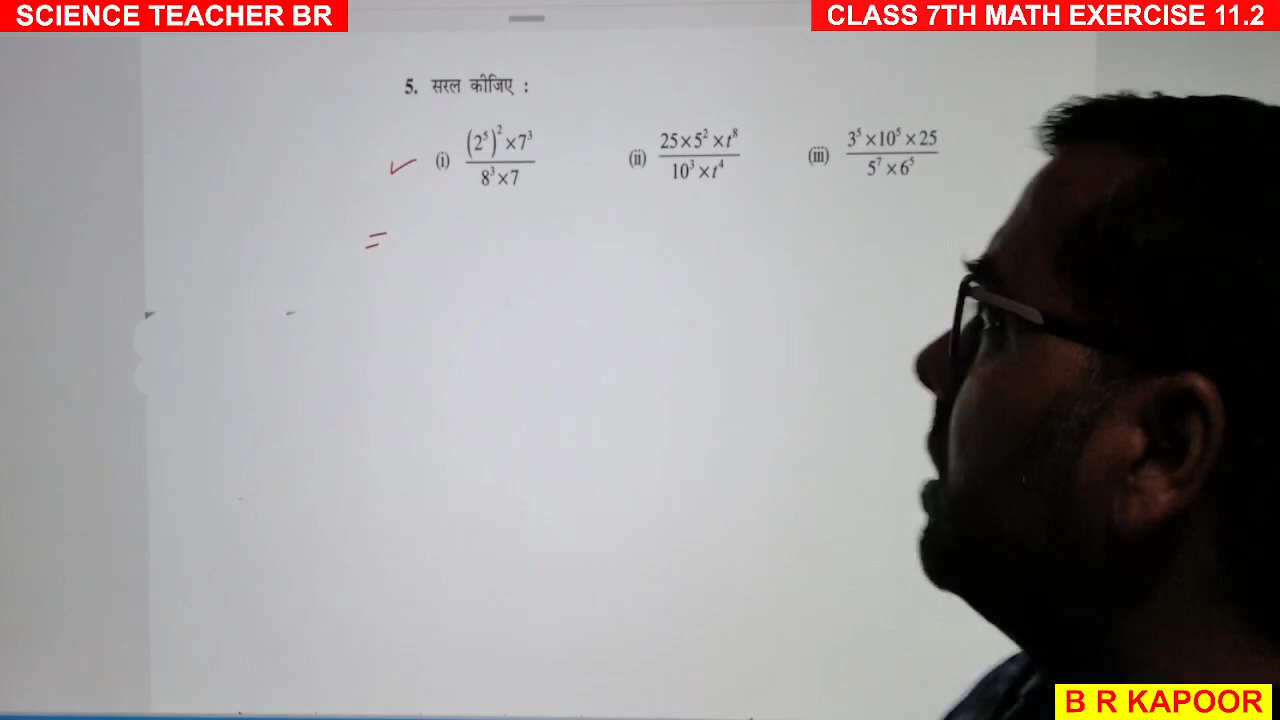 SCIENCE TEACHER BR
CLASS 7TH MATH EXERCISE 11.2
5. सरल कीजिए :
(i) ((2⁵)² × 7³)/(8³ × 7) (ii) (25 × 5² × t⁸)/(10³ × t⁴) (iii) (3⁵ × 10⁵ × 25)/(5⁷ × 6⁵)
=
B R KAPOOR